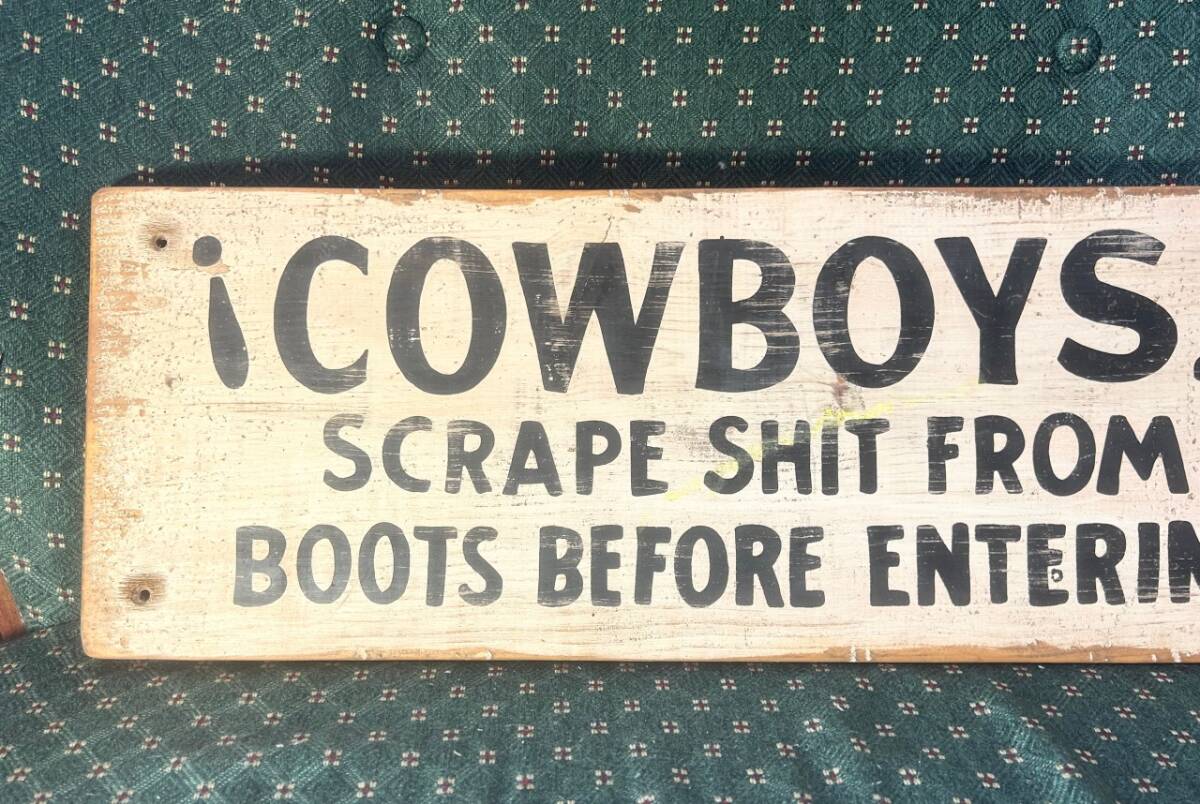 ¡COWBOYS.
SCRAPE SHIT FROM
BOOTS BEFORE ENTERIN